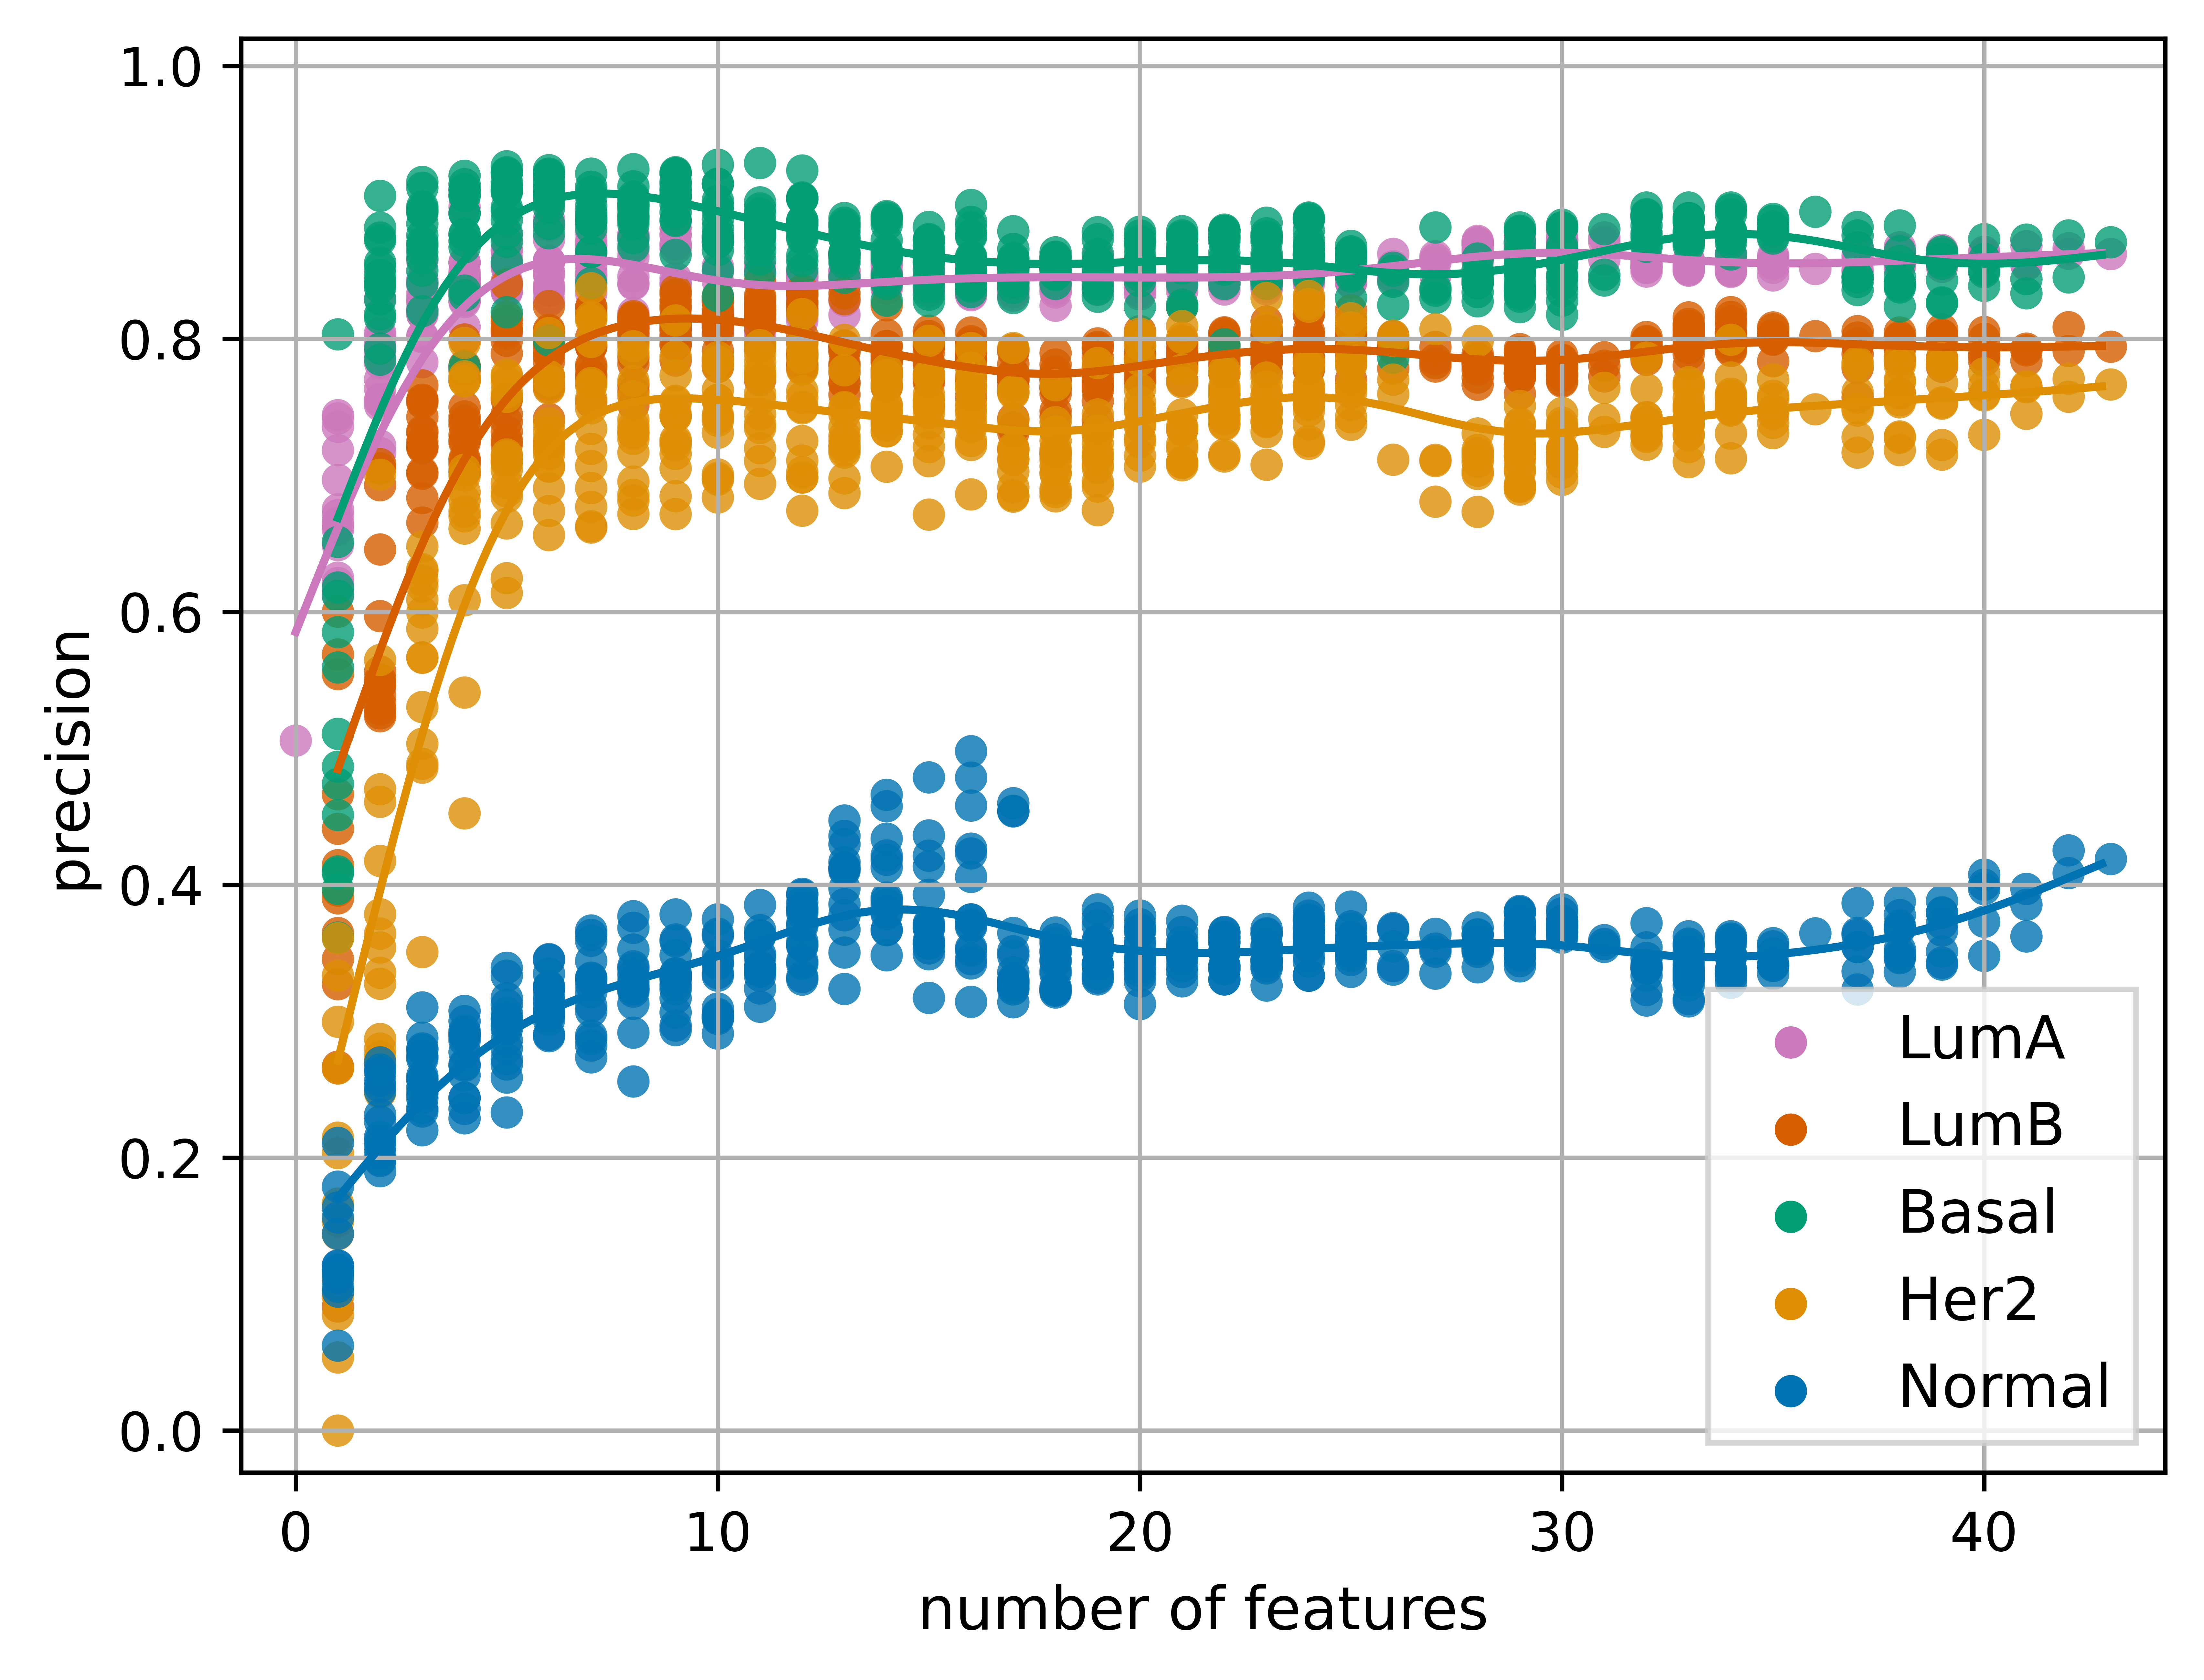 precision
1.0
0.8
0.6
0.4
0.2
0.0
0 10 20 30 40
number of features
LumA
LumB
Basal
Her2
Normal